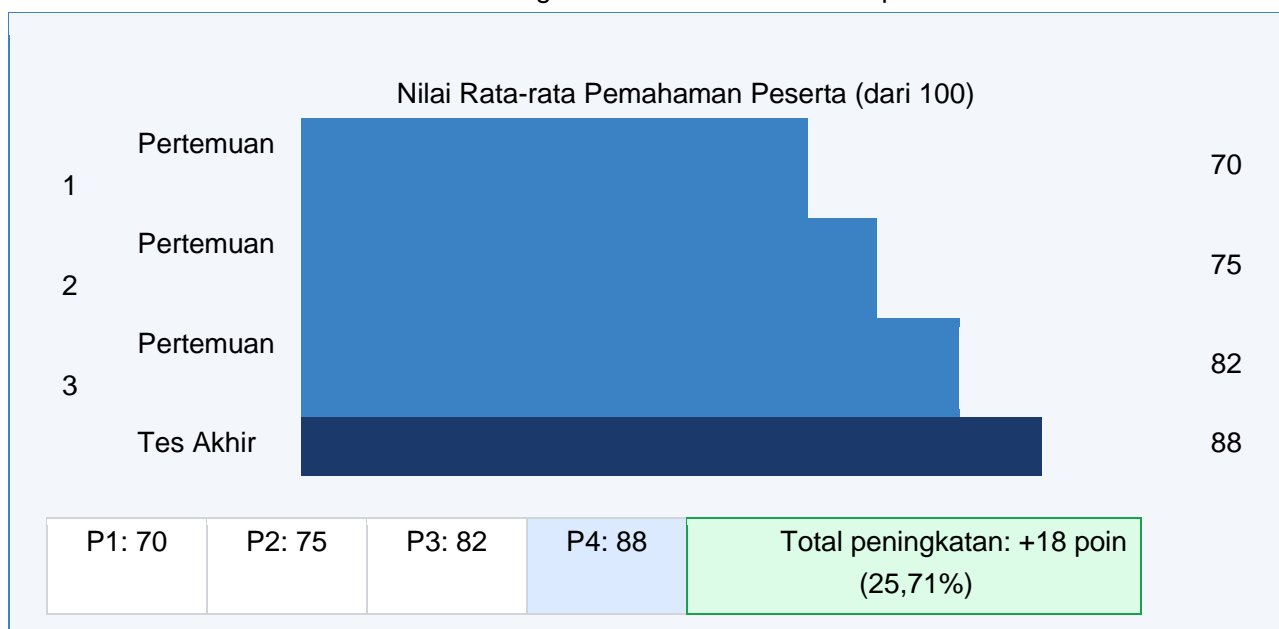 Nilai Rata-rata Pemahaman Peserta (dari 100)
Pertemuan
1
70
Pertemuan
2
75
Pertemuan
3
82
Tes Akhir
88
P1: 70
P2: 75
P3: 82
P4: 88
Total peningkatan: +18 poin
(25,71%)